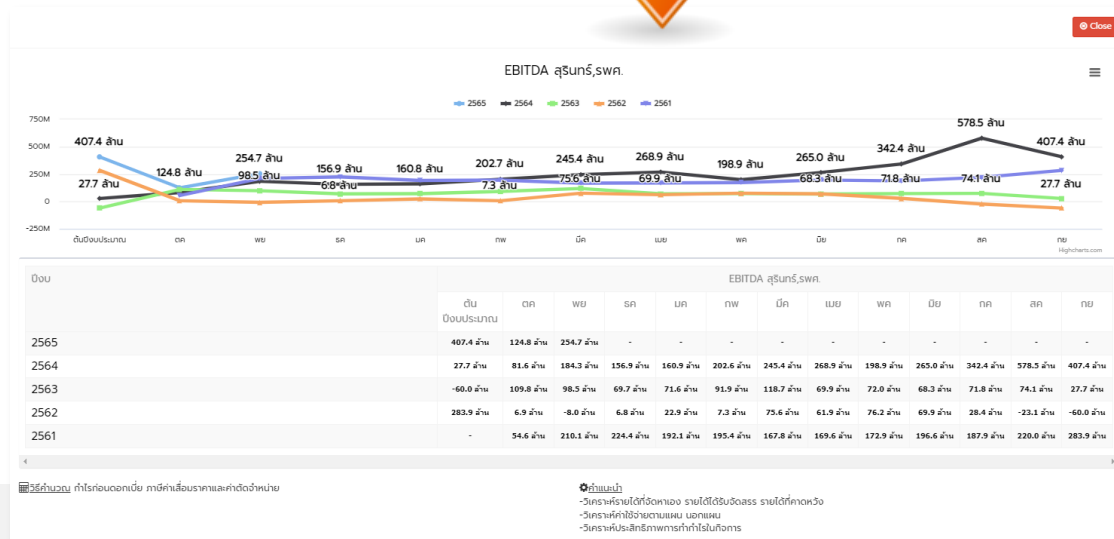 Close
EBITDA สุรินทร์,รพศ.
2565 2564 2563 2562 2561
750M
500M
250M
0
-250M
407.4 ล้าน
27.7 ล้าน
124.8 ล้าน
254.7 ล้าน
98.5 ล้าน
156.9 ล้าน
6.8 ล้าน
160.8 ล้าน
202.7 ล้าน
7.3 ล้าน
245.4 ล้าน
75.6 ล้าน
268.9 ล้าน
69.9 ล้าน
198.9 ล้าน
265.0 ล้าน
68.3 ล้าน
342.4 ล้าน
71.8 ล้าน
578.5 ล้าน
74.1 ล้าน
407.4 ล้าน
27.7 ล้าน
ต้นปีงบประมาณ ตค พย ธค มค กพ มีค เมย พค มิย กค สค กย
Highcharts.com
ปีงบ EBITDA สุรินทร์,รพศ.
ต้น ตค พย ธค มค กพ มีค เมย พค มิย กค สค กย
ปีงบประมาณ
2565 407.4 ล้าน 124.8 ล้าน 254.7 ล้าน - - - - - - - - - -
2564 27.7 ล้าน 81.6 ล้าน 184.3 ล้าน 156.9 ล้าน 160.9 ล้าน 202.6 ล้าน 245.4 ล้าน 268.9 ล้าน 198.9 ล้าน 265.0 ล้าน 342.4 ล้าน 578.5 ล้าน 407.4 ล้าน
2563 -60.0 ล้าน 109.8 ล้าน 98.5 ล้าน 69.7 ล้าน 71.6 ล้าน 91.9 ล้าน 118.7 ล้าน 69.9 ล้าน 72.0 ล้าน 68.3 ล้าน 71.8 ล้าน 74.1 ล้าน 27.7 ล้าน
2562 283.9 ล้าน 6.9 ล้าน -8.0 ล้าน 6.8 ล้าน 22.9 ล้าน 7.3 ล้าน 75.6 ล้าน 61.9 ล้าน 76.2 ล้าน 69.9 ล้าน 28.4 ล้าน -23.1 ล้าน -60.0 ล้าน
2561 - 54.6 ล้าน 210.1 ล้าน 224.4 ล้าน 192.1 ล้าน 195.4 ล้าน 167.8 ล้าน 169.6 ล้าน 172.9 ล้าน 196.6 ล้าน 187.9 ล้าน 220.0 ล้าน 283.9 ล้าน
วิธีคำนวณ กำไรก่อนดอกเบี้ย ภาษีค่าเสื่อมราคาและค่าตัดจำหน่าย
คำแนะนำ
-วิเคราะห์รายได้ที่จัดหาเอง รายได้ได้รับจัดสรร รายได้ที่คาดหวัง
-วิเคราะห์ค่าใช้จ่ายตามแผน นอกแผน
-วิเคราะห์ประสิทธิภาพการทำกำไรในกิจการ